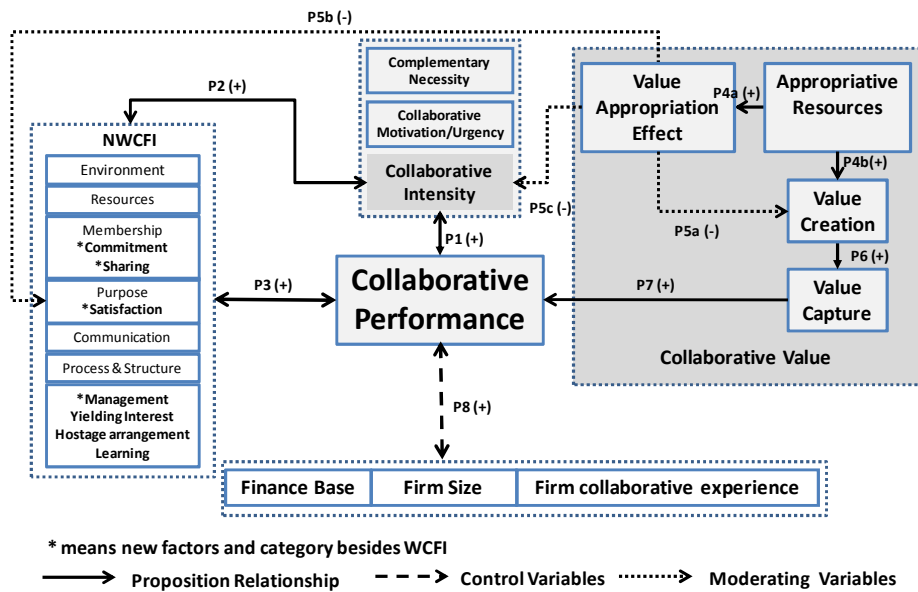 P5b (-)
Complementary
Necessity
Collaborative
Motivation/Urgency
Collaborative
Intensity
P2 (+)
NWCFI
Environment
Resources
Membership
*Commitment
*Sharing
Purpose
*Satisfaction
Communication
Process & Structure
*Management
Yielding Interest
Hostage arrangement
Learning
P1 (+)
P3 (+)
Collaborative
Performance
Value
Appropriation
Effect
P4a (+)
Appropriative
Resources
P4b(+)
P5c (-)
P5a (-)
Value
Creation
P6 (+)
Value
Capture
P7 (+)
Collaborative Value
P8 (+)
Finance Base
Firm Size
Firm collaborative experience
* means new factors and category besides WCFI
Proposition Relationship
Control Variables
Moderating Variables